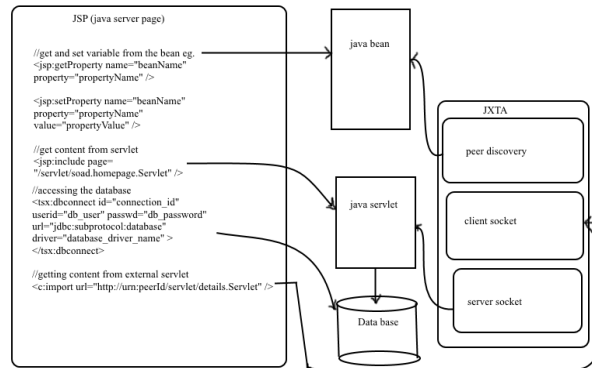 JSP (java server page)
//get and set variable from the bean eg.
<jsp:getProperty name="beanName"
property="propertyName" />
<jsp:setProperty name="beanName"
property="propertyName"
value="propertyValue" />
//get content from servlet
<jsp:include page=
"/servlet/soad.homepage.Servlet" />
//accessing the database
<tsx:dbconnect id="connection_id"
userid="db_user" passwd="db_password"
url="jdbc:subprotocol:database"
driver="database_driver_name" >
</tsx:dbconnect>
//getting content from external servlet
<c:import url="http://urn:peerId/servlet/details.Servlet" />
java bean
java servlet
Data base
JXTA
peer discovery
client socket
server socket